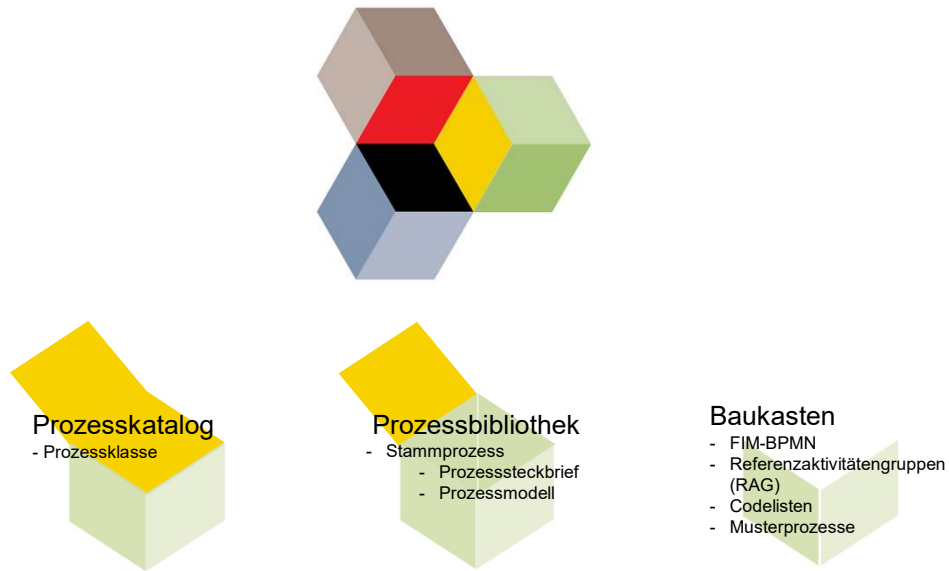 Prozesskatalog
- Prozessklasse
Prozessbibliothek
- Stammprozess
- Prozesssteckbrief
- Prozessmodell
Baukasten
- FIM-BPMN
- Referenzaktivitätengruppen
(RAG)
- Codelisten
- Musterprozesse